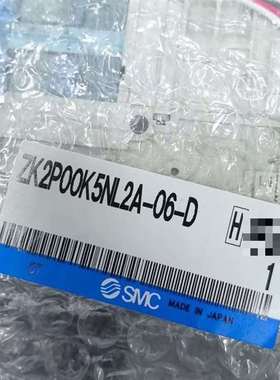 ZK2P00K5NL2A-06-D
H
1
SMC MADE IN JAPAN